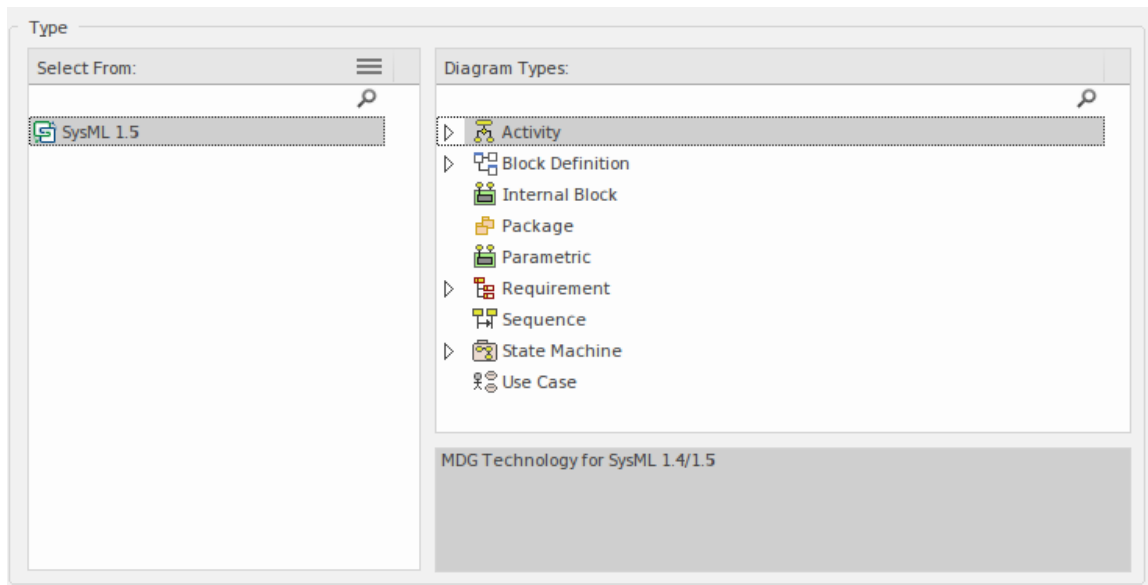 Type
Select From:
SysML 1.5
Diagram Types:
Activity
Block Definition
Internal Block
Package
Parametric
Requirement
Sequence
State Machine
Use Case
MDG Technology for SysML 1.4/1.5